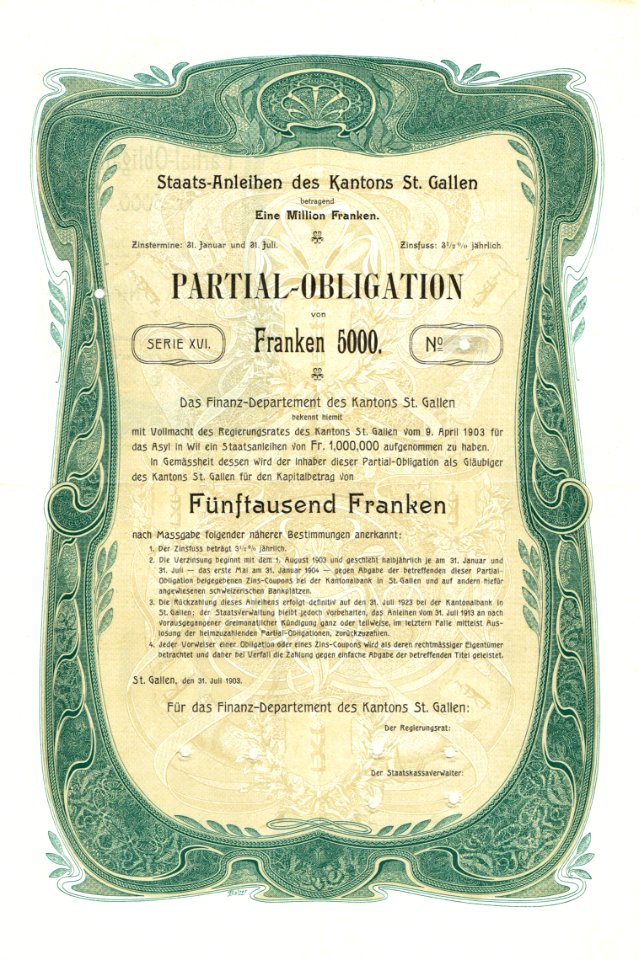 Staats-Anleihen des Kantons St. Gallen
betragend
Eine Million Franken.
Zinstermine: 31. Januar und 31. Juli. Zinsfuss: 3½ % jährlich.
PARTIAL-OBLIGATION
von
SERIE XVI. Franken 5000. No
Das Finanz-Departement des Kantons St. Gallen
bekennt hiemit
mit Vollmacht des Regierungsrates des Kantons St. Gallen vom 9. April 1903 für
das Asyl in Wil ein Staatsanleihen von Fr. 1,000,000 aufgenommen zu haben.
In Gemässheit dessen wird der Inhaber dieser Partial-Obligation als Gläubiger
des Kantons St. Gallen für den Kapitalbetrag von
Fünftausend Franken
nach Massgabe folgender näherer Bestimmungen anerkannt:
1. Der Zinsfuss beträgt 3½ % jährlich.
2. Die Verzinsung beginnt mit dem 1. August 1903 und geschieht halbjährlich je am 31. Januar und
31. Juli — das erste Mal am 31. Januar 1904 — gegen Abgabe der betreffenden dieser Partial-
Obligation beigegebenen Zins-Coupons bei der Kantonalbank in St. Gallen und auf andern hiefür
angewiesenen schweizerischen Bankplätzen.
3. Die Rückzahlung dieses Anleihens erfolgt definitiv auf den 31. Juli 1923 bei der Kantonalbank in
St. Gallen; der Staatsverwaltung bleibt jedoch vorbehalten, das Anleihen vom 31. Juli 1913 an nach
vorausgegangener dreimonatlicher Kündigung ganz oder teilweise, im letztern Falle mittelst Aus-
losung der heimzuzahlenden Partial-Obligationen, zurückzuzahlen.
4. Jeder Vorweiser einer Obligation oder eines Zins-Coupons wird als deren rechtmässiger Eigentümer
betrachtet und daher bei Verfall die Zahlung gegen einfache Abgabe der betreffenden Titel geleistet.
St. Gallen, den 31. Juli 1903.
Für das Finanz-Departement des Kantons St. Gallen:
Der Regierungsrat:
Der Staatskassaverwalter: